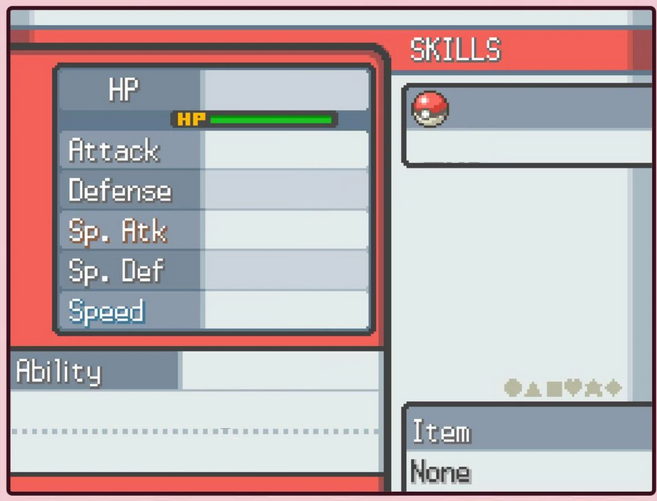 SKILLS
HP
HP
Attack
Defense
Sp. Atk
Sp. Def
Speed
Ability
Item
None